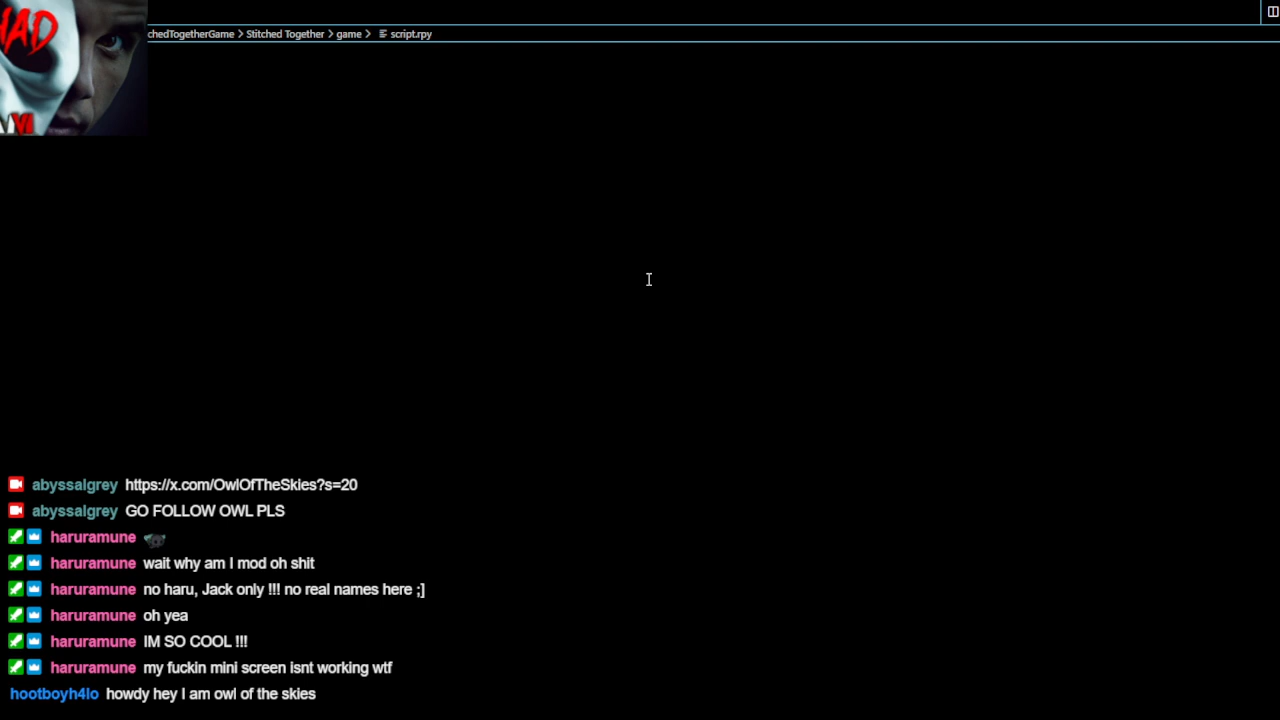 HAD
chedTogetherGame > Stitched Together > game > script.rpy
VI
abyssalgrey https://x.com/OwlOfTheSkies?s=20
abyssalgrey GO FOLLOW OWL PLS
haruramune
haruramune wait why am I mod oh shit
haruramune no haru, Jack only !!! no real names here ;]
haruramune oh yea
haruramune IM SO COOL !!!
haruramune my fuckin mini screen isnt working wtf
hootboyh4lo howdy hey I am owl of the skies